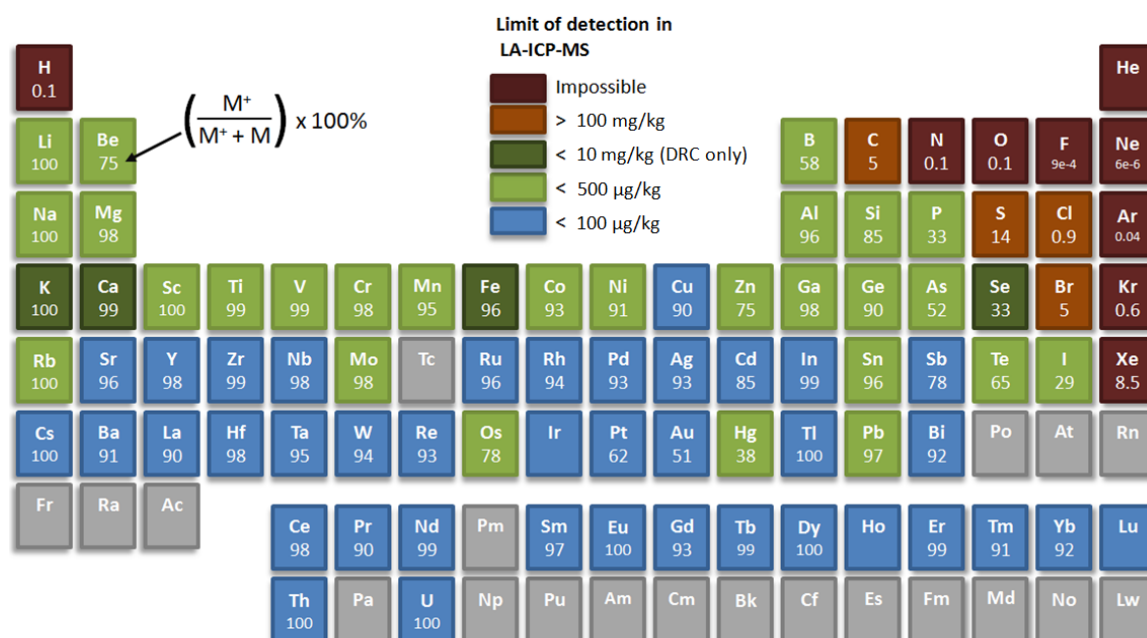 Limit of detection in
LA-ICP-MS
Impossible
> 100 mg/kg
< 10 mg/kg (DRC only)
< 500 µg/kg
< 100 µg/kg
(M⁺ / M⁺ + M) x 100%
H He
0.1
Li Be B C N O F Ne
100 75 58 5 0.1 0.1 9e-4 6e-6
Na Mg Al Si P S Cl Ar
100 98 96 85 33 14 0.9 0.04
K Ca Sc Ti V Cr Mn Fe Co Ni Cu Zn Ga Ge As Se Br Kr
100 99 100 99 99 98 95 96 93 91 90 75 98 90 52 33 5 0.6
Rb Sr Y Zr Nb Mo Tc Ru Rh Pd Ag Cd In Sn Sb Te I Xe
100 96 98 99 98 98 96 94 93 93 85 99 96 78 65 29 8.5
Cs Ba La Hf Ta W Re Os Ir Pt Au Hg Tl Pb Bi Po At Rn
100 91 90 98 95 94 93 78 62 51 38 100 97 92
Fr Ra Ac
Ce Pr Nd Pm Sm Eu Gd Tb Dy Ho Er Tm Yb Lu
98 90 99 97 100 93 99 100 99 91 92
Th Pa U Np Pu Am Cm Bk Cf Es Fm Md No Lw
100 100